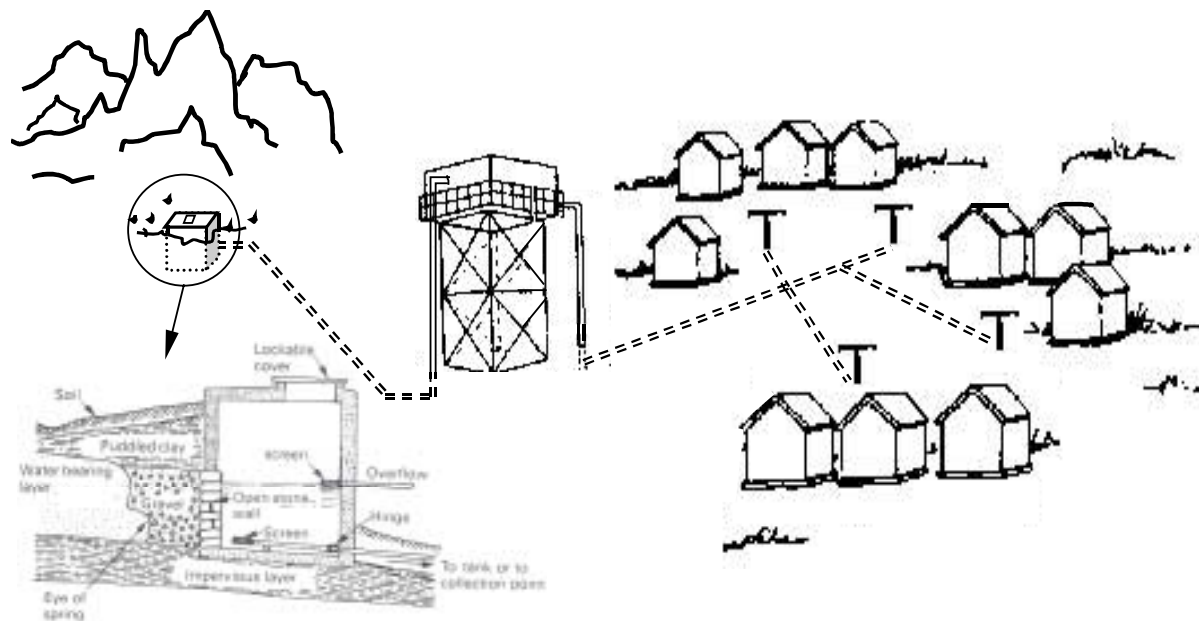 Lockable
cover
Soil
Puddled clay
screen
Water bearing
layer
Overflow
Gravel
Open stone
wall
Hinge
Screen
To tank or to
collection point
Impervious layer
Eye of
spring